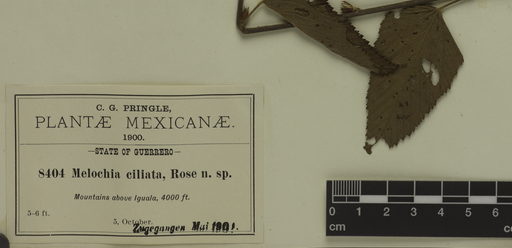 C. G. PRINGLE,
PLANTÆ MEXICANÆ.
1900.
—STATE OF GUERRERO—
8404 Melochia ciliata, Rose n. sp.
Mountains above Iguala, 4000 ft.
5-6 ft.
5, October.
Zugegangen Mai 1901.
0 1 2 3 4 5 6
cm